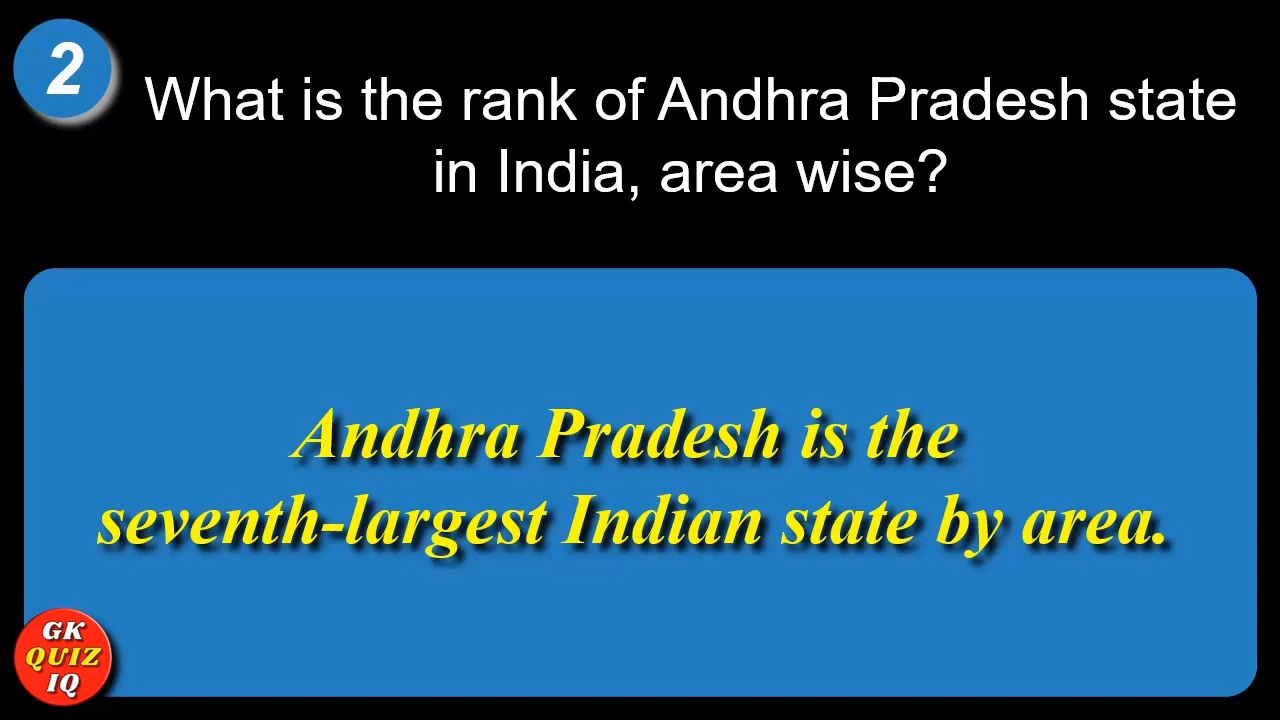 2
What is the rank of Andhra Pradesh state
in India, area wise?
Andhra Pradesh is the
seventh-largest Indian state by area.
GK
QUIZ
IQ